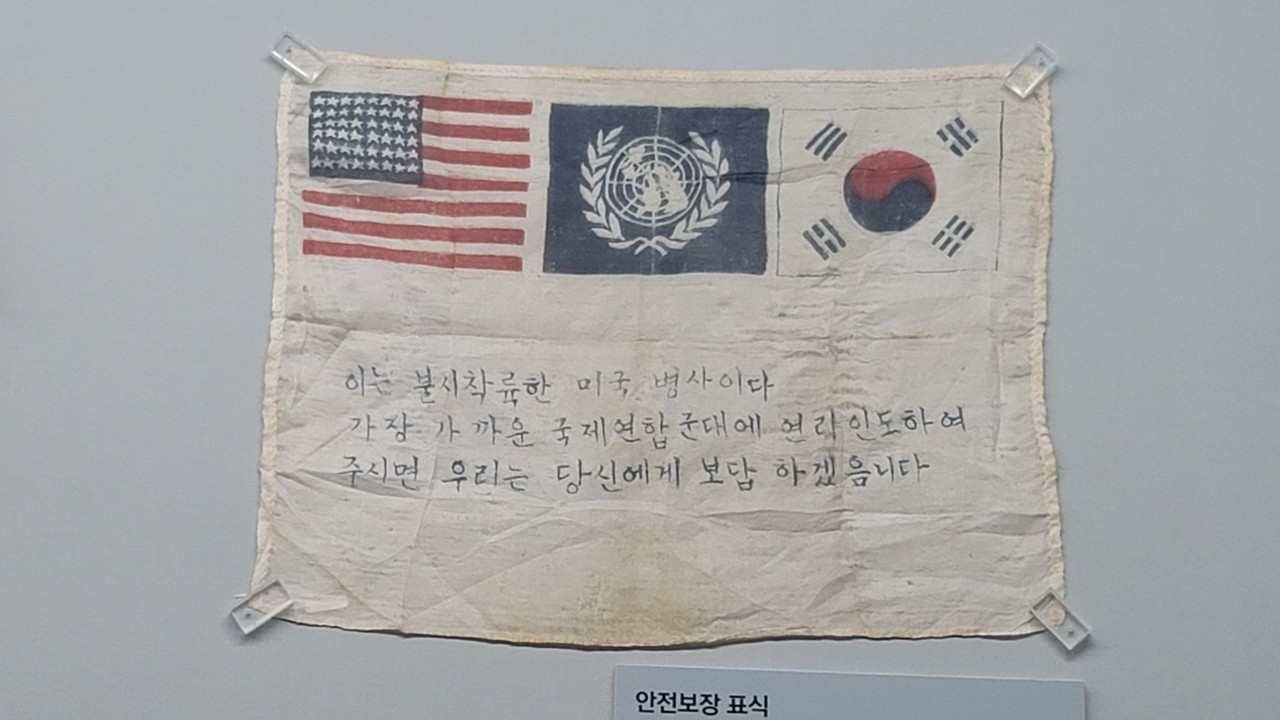 이는 불시착륙한 미국 병사이다
가장 가 까운 국제연합군대에 연락인도하여
주시면 우리는 당신에게 보답 하겠음니다
안전보장 표식